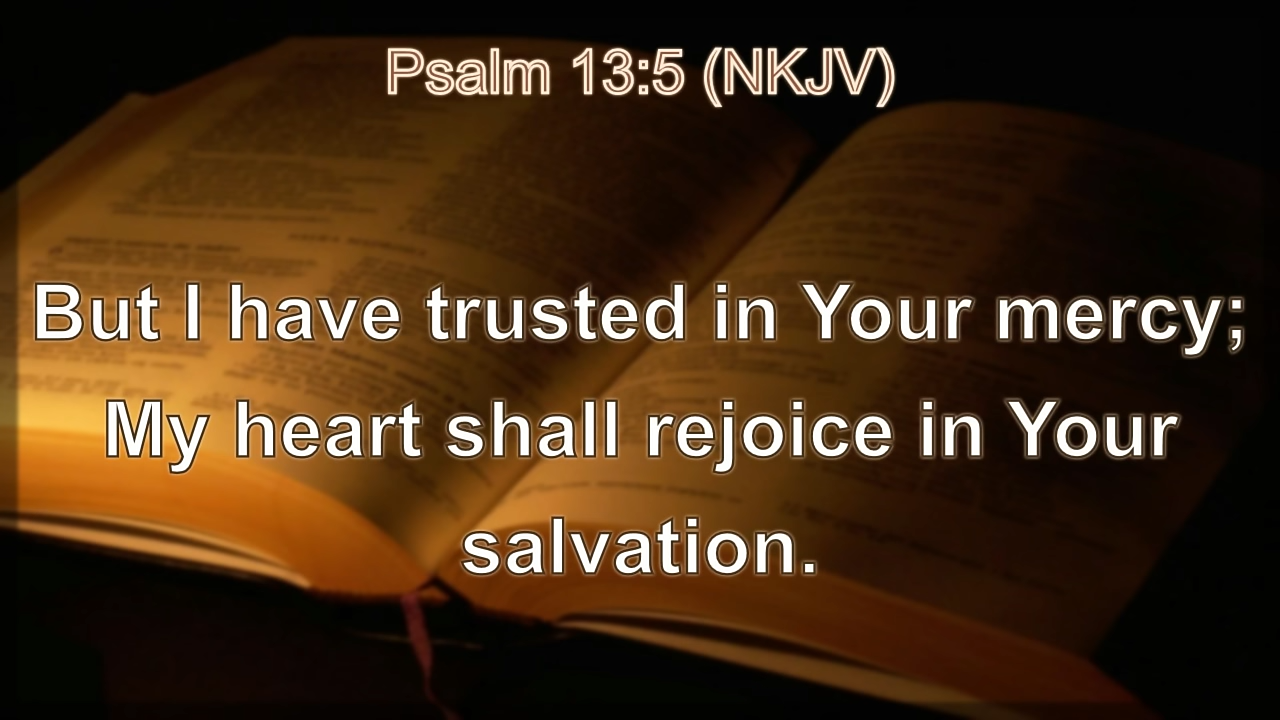 Psalm 13:5 (NKJV)
But I have trusted in Your mercy;
My heart shall rejoice in Your
salvation.